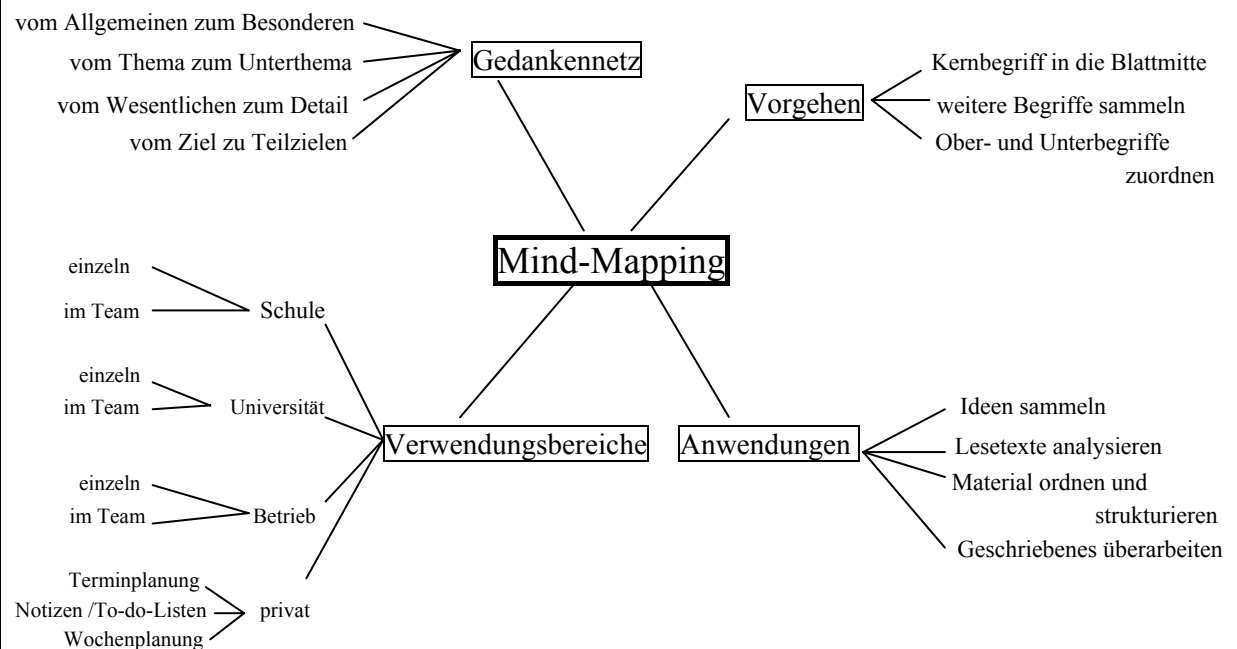 vom Allgemeinen zum Besonderen
vom Thema zum Unterthema
vom Wesentlichen zum Detail
vom Ziel zu Teilzielen
Gedankennetz
Vorgehen
Kernbegriff in die Blattmitte
weitere Begriffe sammeln
Ober- und Unterbegriffe
zuordnen
Mind-Mapping
einzeln
im Team
Schule
einzeln
im Team
Universität
einzeln
im Team
Betrieb
Terminplanung
Notizen /To-do-Listen
Wochenplanung
privat
Verwendungsbereiche
Anwendungen
Ideen sammeln
Lesetexte analysieren
Material ordnen und
strukturieren
Geschriebenes überarbeiten